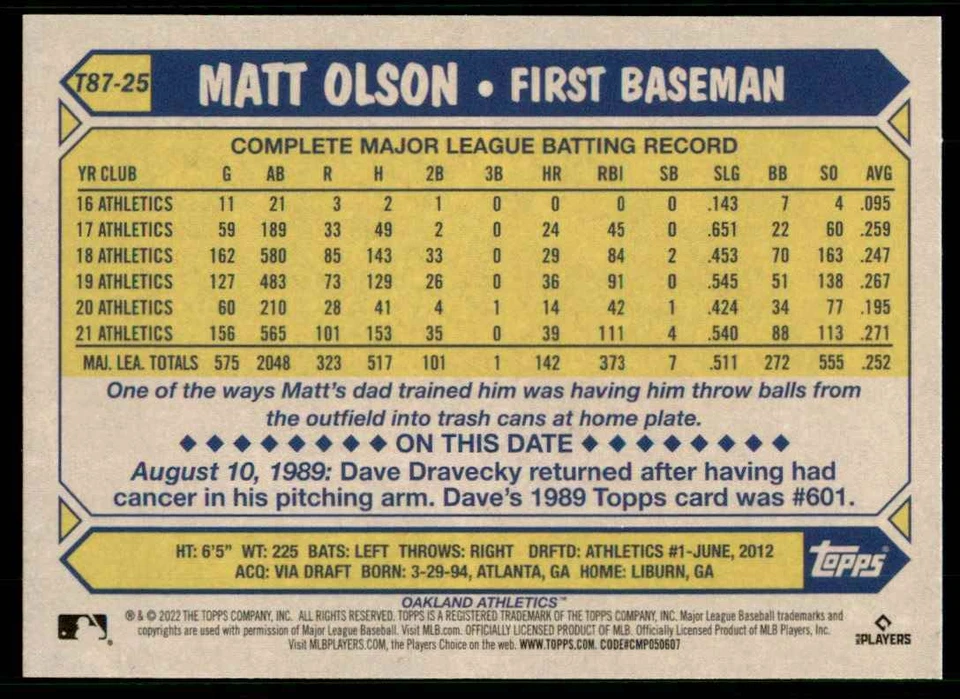 T87-25 MATT OLSON • FIRST BASEMAN
COMPLETE MAJOR LEAGUE BATTING RECORD
YR CLUB G AB R H 2B 3B HR RBI SB SLG BB SO AVG
16 ATHLETICS 11 21 3 2 1 0 0 0 0 .143 7 4 .095
17 ATHLETICS 59 189 33 49 2 0 24 45 0 .651 22 60 .259
18 ATHLETICS 162 580 85 143 33 0 29 84 2 .453 70 163 .247
19 ATHLETICS 127 483 73 129 26 0 36 91 0 .545 51 138 .267
20 ATHLETICS 60 210 28 41 4 1 14 42 1 .424 34 77 .195
21 ATHLETICS 156 565 101 153 35 0 39 111 4 .540 88 113 .271
MAJ. LEA. TOTALS 575 2048 323 517 101 1 142 373 7 .511 272 555 .252
One of the ways Matt's dad trained him was having him throw balls from
the outfield into trash cans at home plate.
◆ ◆ ◆ ◆ ◆ ◆ ◆ ◆ ON THIS DATE ◆ ◆ ◆ ◆ ◆ ◆ ◆ ◆
August 10, 1989: Dave Dravecky returned after having had
cancer in his pitching arm. Dave's 1989 Topps card was #601.
HT: 6'5" WT: 225 BATS: LEFT THROWS: RIGHT DRFTD: ATHLETICS #1-JUNE, 2012
ACQ: VIA DRAFT BORN: 3-29-94, ATLANTA, GA HOME: LIBURN, GA
topps®
OAKLAND ATHLETICS™
® & © 2022 THE TOPPS COMPANY, INC. ALL RIGHTS RESERVED. TOPPS IS A REGISTERED TRADEMARK OF THE TOPPS COMPANY, INC. Major League Baseball trademarks and
copyrights are used with permission of Major League Baseball. Visit MLB.com. OFFICIALLY LICENSED PRODUCT OF MLB. Officially Licensed Product of MLB Players, Inc.
Visit MLBPLAYERS.COM, the Players Choice on the web. WWW.TOPPS.COM. CODE#CMP050607
MLB PLAYERS